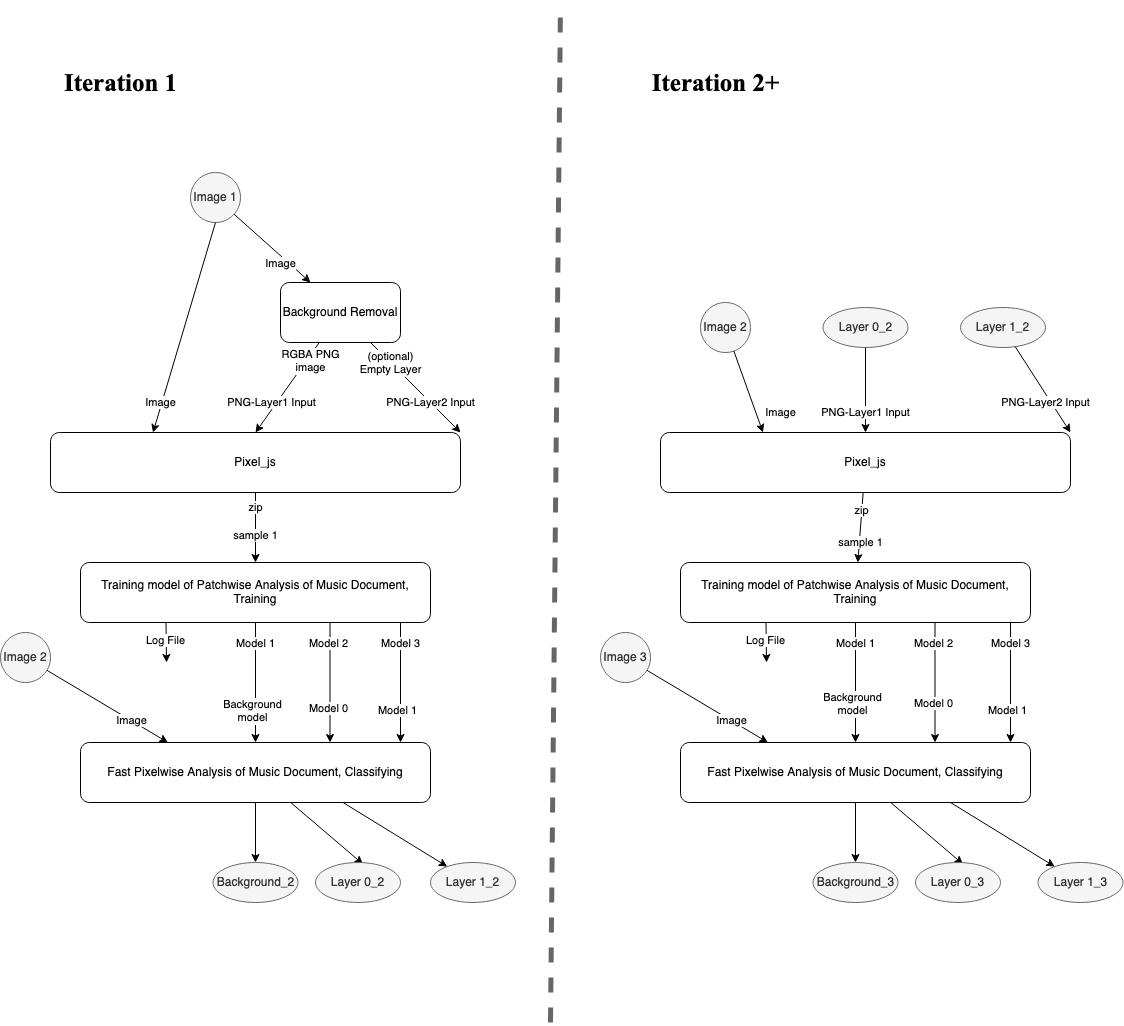 Iteration 1
Image 1
Image
Background Removal
RGBA PNG
image
(optional)
Empty Layer
Image
PNG-Layer1 Input
PNG-Layer2 Input
Pixel_js
zip
sample 1
Training model of Patchwise Analysis of Music Document,
Training
Log File
Model 1
Model 2
Model 3
Image 2
Image
Background
model
Model 0
Model 1
Fast Pixelwise Analysis of Music Document, Classifying
Background_2
Layer 0_2
Layer 1_2
Iteration 2+
Image 2
Layer 0_2
Layer 1_2
Image
PNG-Layer1 Input
PNG-Layer2 Input
Pixel_js
zip
sample 1
Training model of Patchwise Analysis of Music Document,
Training
Log File
Model 1
Model 2
Model 3
Image 3
Image
Background
model
Model 0
Model 1
Fast Pixelwise Analysis of Music Document, Classifying
Background_3
Layer 0_3
Layer 1_3